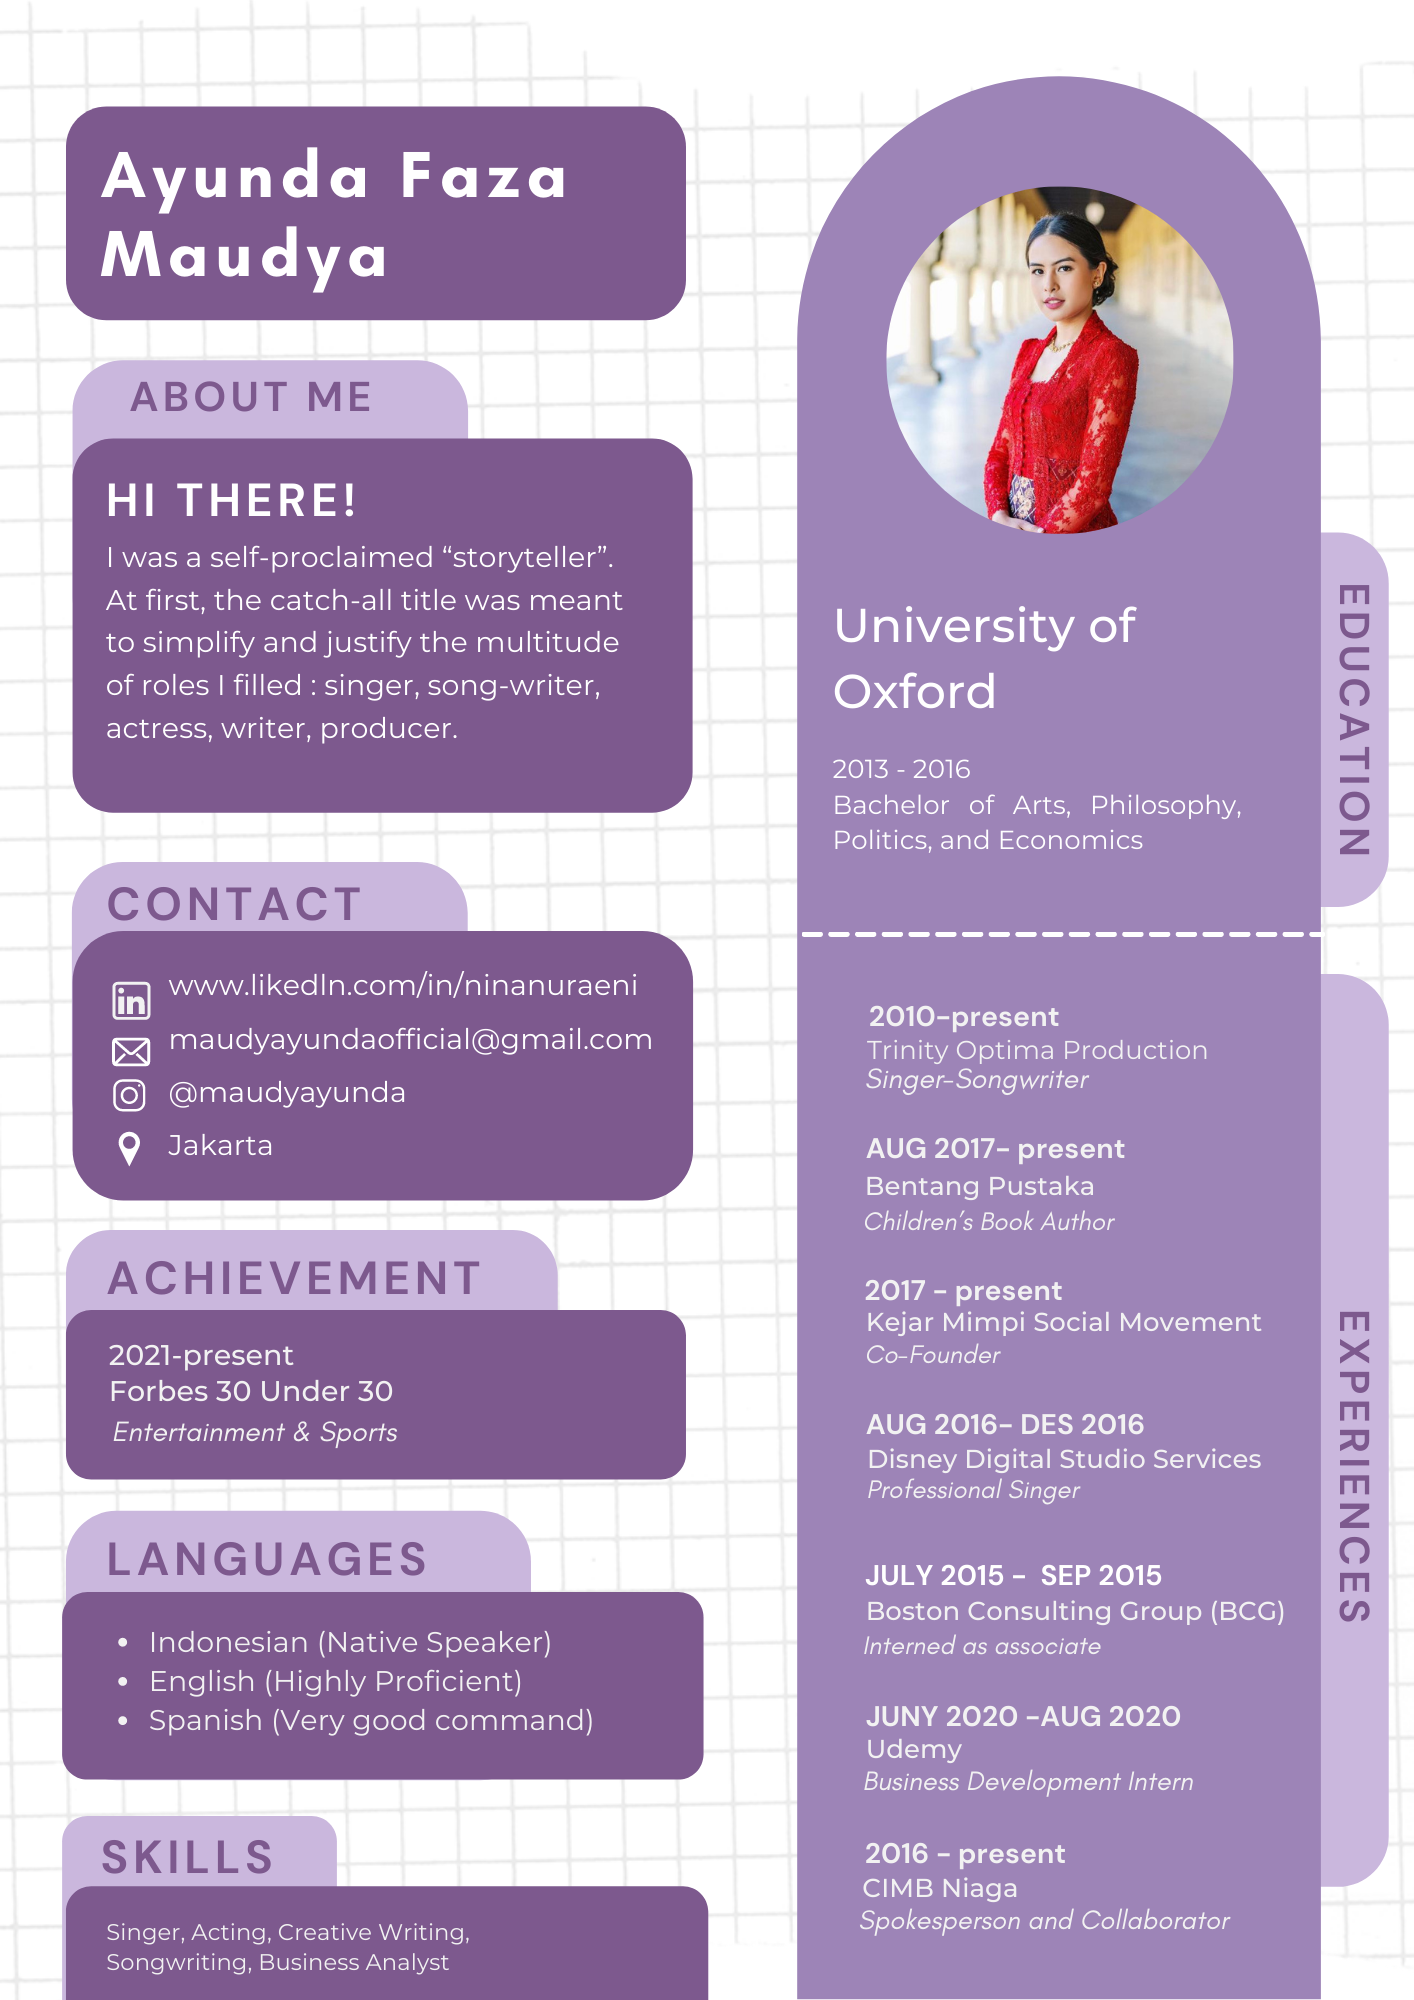 Ayunda Faza
Maudya
ABOUT ME
HI THERE!
I was a self-proclaimed “storyteller”.
At first, the catch-all title was meant
to simplify and justify the multitude
of roles I filled : singer, song-writer,
actress, writer, producer.
CONTACT
www.likedIn.com/in/ninanuraeni
maudyayundaofficial@gmail.com
@maudyayunda
Jakarta
ACHIEVEMENT
2021-present
Forbes 30 Under 30
Entertainment & Sports
LANGUAGES
• Indonesian (Native Speaker)
• English (Highly Proficient)
• Spanish (Very good command)
SKILLS
Singer, Acting, Creative Writing,
Songwriting, Business Analyst
EDUCATION
University of
Oxford
2013 - 2016
Bachelor of Arts, Philosophy,
Politics, and Economics
EXPERIENCES
2010-present
Trinity Optima Production
Singer-Songwriter
AUG 2017- present
Bentang Pustaka
Children’s Book Author
2017 - present
Kejar Mimpi Social Movement
Co-Founder
AUG 2016- DES 2016
Disney Digital Studio Services
Professional Singer
JULY 2015 - SEP 2015
Boston Consulting Group (BCG)
Interned as associate
JUNY 2020 -AUG 2020
Udemy
Business Development Intern
2016 - present
CIMB Niaga
Spokesperson and Collaborator